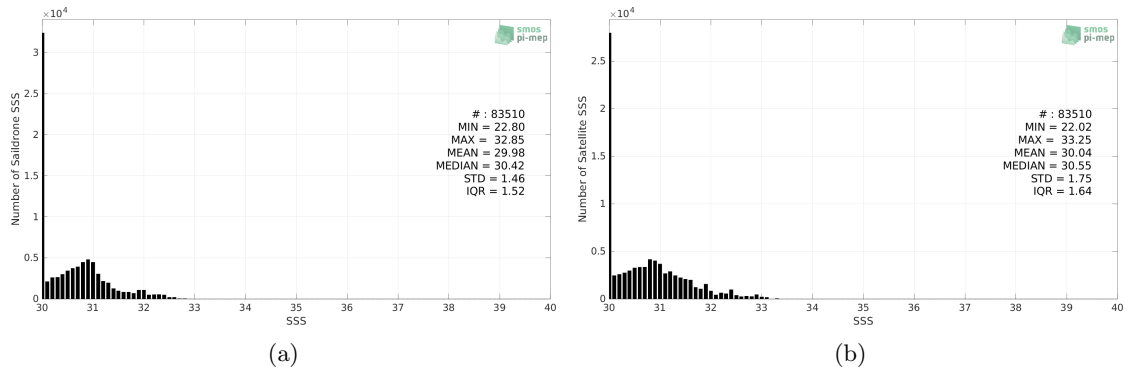 ×10⁴
smos
pi-mep
3
2.5
2
1.5
1
0.5
0
Number of Saildrone SSS
# : 83510
MIN = 22.80
MAX = 32.85
MEAN = 29.98
MEDIAN = 30.42
STD = 1.46
IQR = 1.52
30 31 32 33 34 35 36 37 38 39 40
SSS
(a)
×10⁴
smos
pi-mep
2.5
2
1.5
1
0.5
0
Number of Satellite SSS
# : 83510
MIN = 22.02
MAX = 33.25
MEAN = 30.04
MEDIAN = 30.55
STD = 1.75
IQR = 1.64
30 31 32 33 34 35 36 37 38 39 40
SSS
(b)